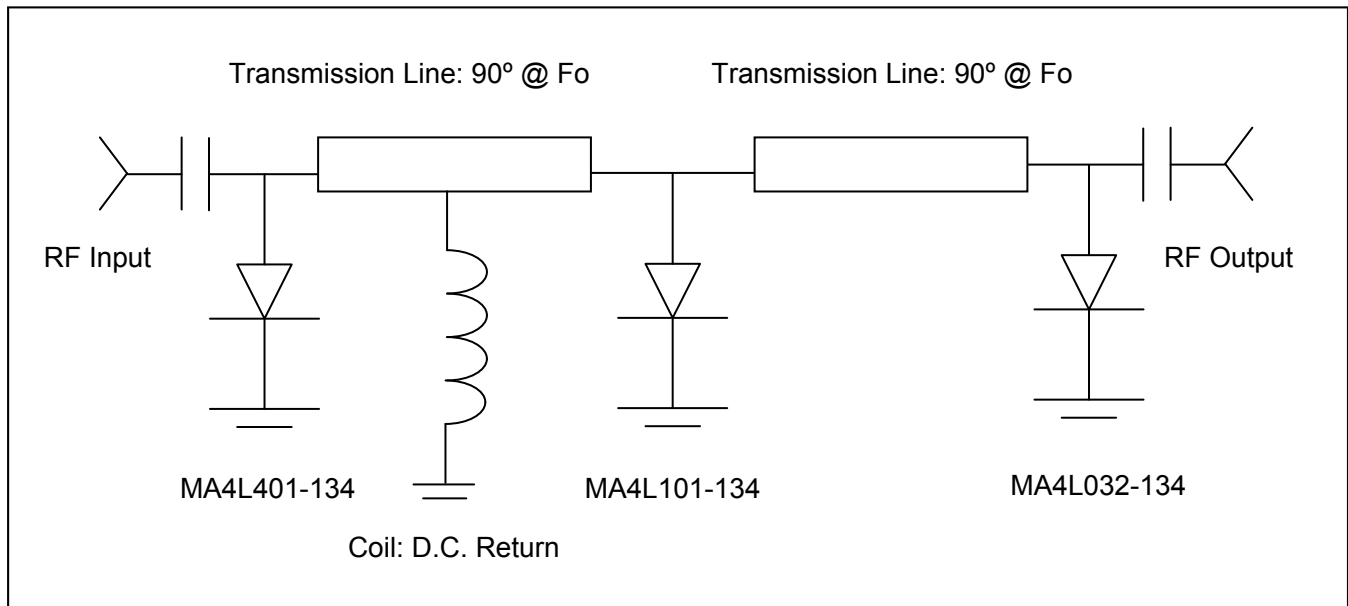 Transmission Line: 90º @ Fo
Transmission Line: 90º @ Fo
RF Input
RF Output
MA4L401-134
MA4L101-134
MA4L032-134
Coil: D.C. Return